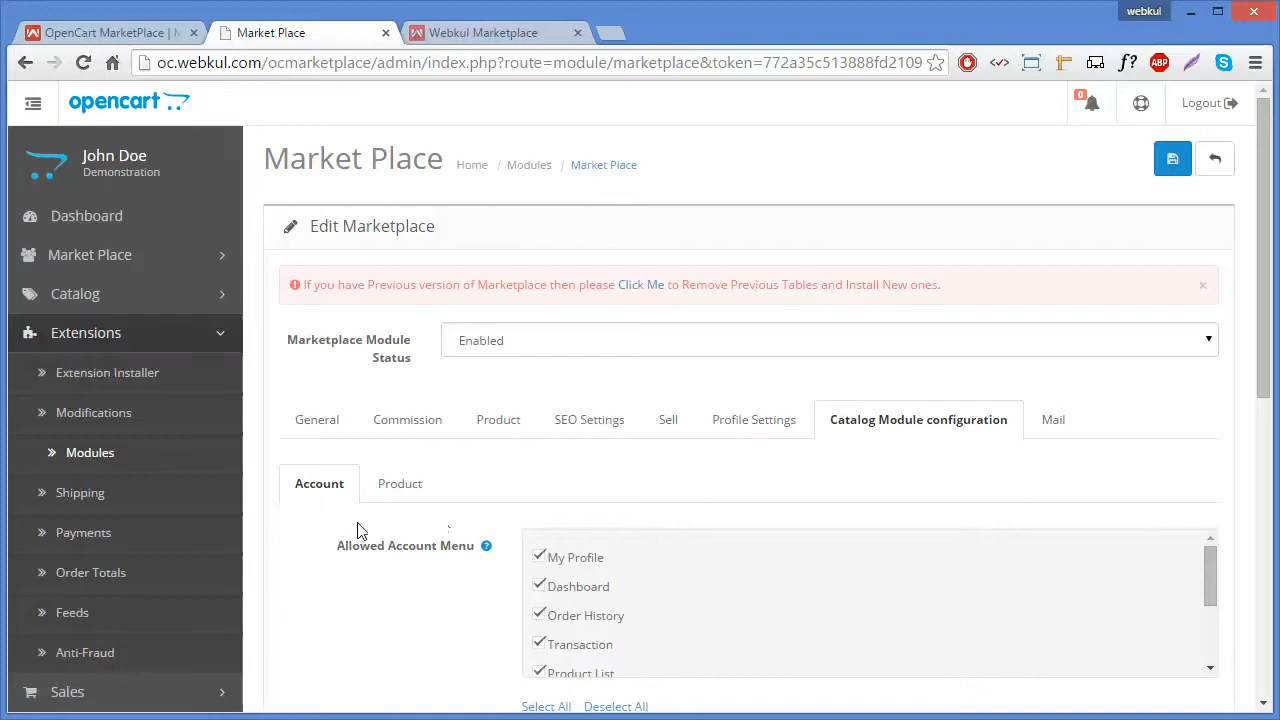 webkul
OpenCart MarketPlace | M
Market Place
Webkul Marketplace
oc.webkul.com/ocmarketplace/admin/index.php?route=module/marketplace&token=772a35c513888fd2109
f?
ABP
opencart
0
Logout
John Doe
Demonstration
Dashboard
Market Place
Catalog
Extensions
Extension Installer
Modifications
Modules
Shipping
Payments
Order Totals
Feeds
Anti-Fraud
Sales
Market Place
Home / Modules / Market Place
Edit Marketplace
If you have Previous version of Marketplace then please Click Me to Remove Previous Tables and Install New ones.
Marketplace Module
Status
Enabled
General Commission Product SEO Settings Sell Profile Settings Catalog Module configuration Mail
Account Product
Allowed Account Menu
My Profile
Dashboard
Order History
Transaction
Product List
Select All Deselect All